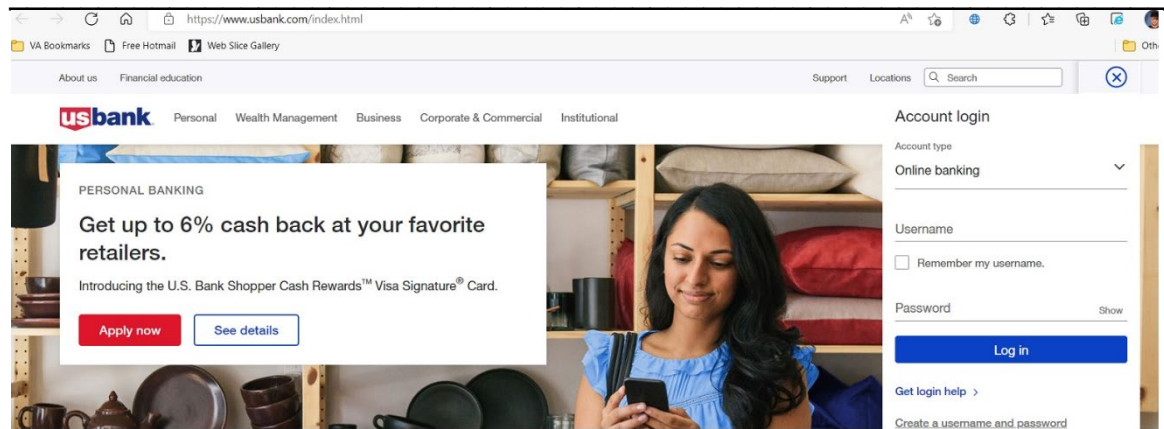 https://www.usbank.com/index.html
VA Bookmarks Free Hotmail Web Slice Gallery
About us Financial education Support Locations Search
usbank Personal Wealth Management Business Corporate & Commercial Institutional
Account login
Account type
Online banking
Username
Remember my username.
Password Show
Log in
Get login help >
Create a username and password
PERSONAL BANKING
Get up to 6% cash back at your favorite
retailers.
Introducing the U.S. Bank Shopper Cash Rewards™ Visa Signature® Card.
Apply now See details